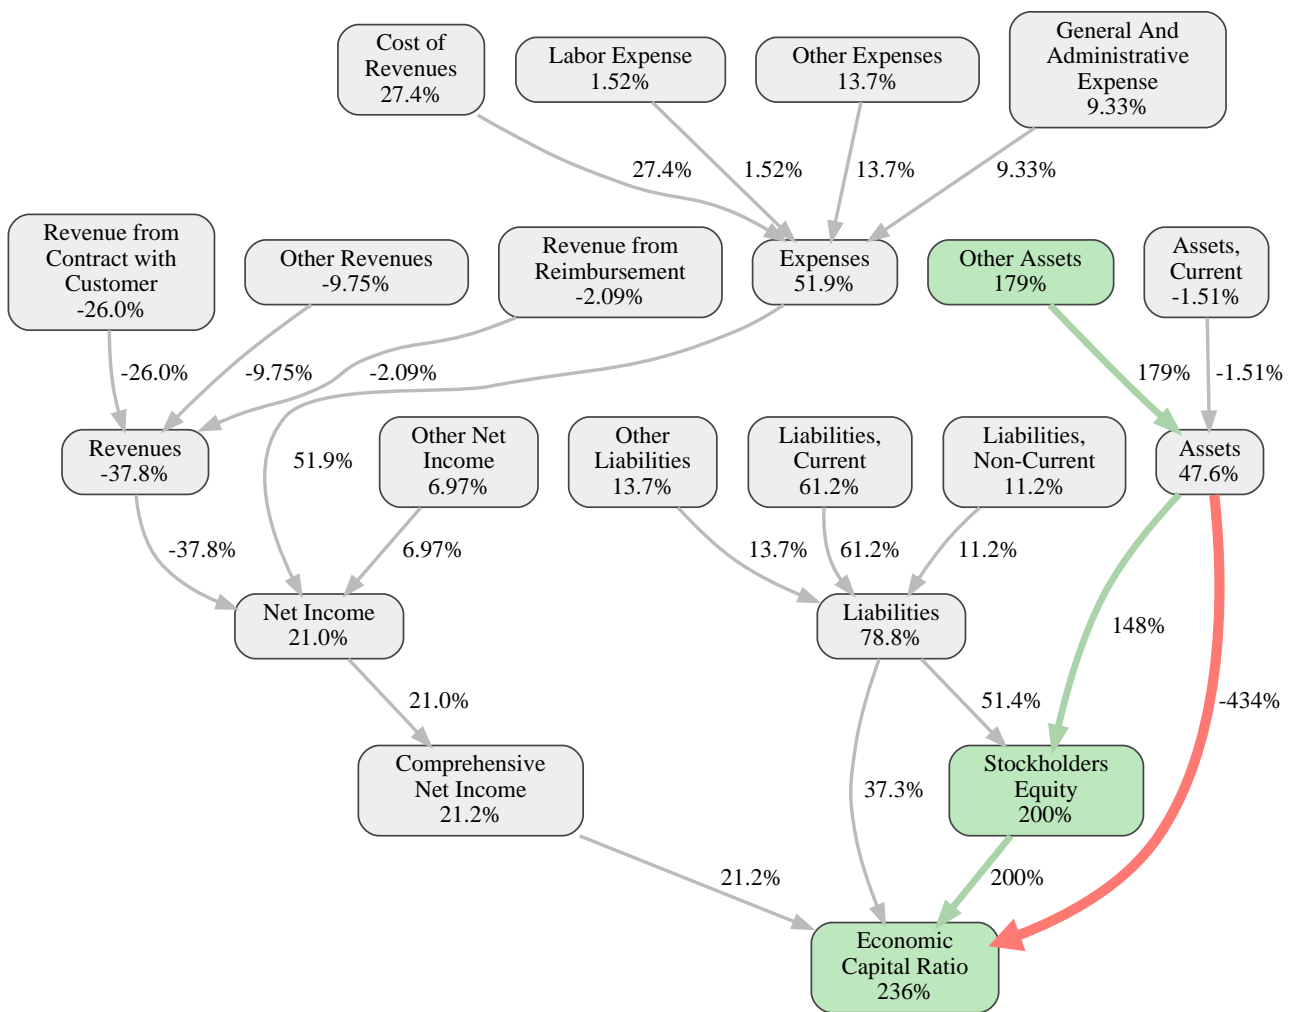 Cost of
Revenues
27.4%
Labor Expense
1.52%
Other Expenses
13.7%
General And
Administrative
Expense
9.33%
27.4%
1.52%
13.7%
9.33%
Revenue from
Contract with
Customer
-26.0%
Other Revenues
-9.75%
Revenue from
Reimbursement
-2.09%
Expenses
51.9%
Other Assets
179%
Assets,
Current
-1.51%
-26.0%
-9.75%
-2.09%
179%
-1.51%
Revenues
-37.8%
51.9%
Other Net
Income
6.97%
Other
Liabilities
13.7%
Liabilities,
Current
61.2%
Liabilities,
Non-Current
11.2%
Assets
47.6%
-37.8%
6.97%
13.7%
61.2%
11.2%
Net Income
21.0%
Liabilities
78.8%
148%
21.0%
51.4%
-434%
Comprehensive
Net Income
21.2%
37.3%
Stockholders
Equity
200%
21.2%
200%
Economic
Capital Ratio
236%